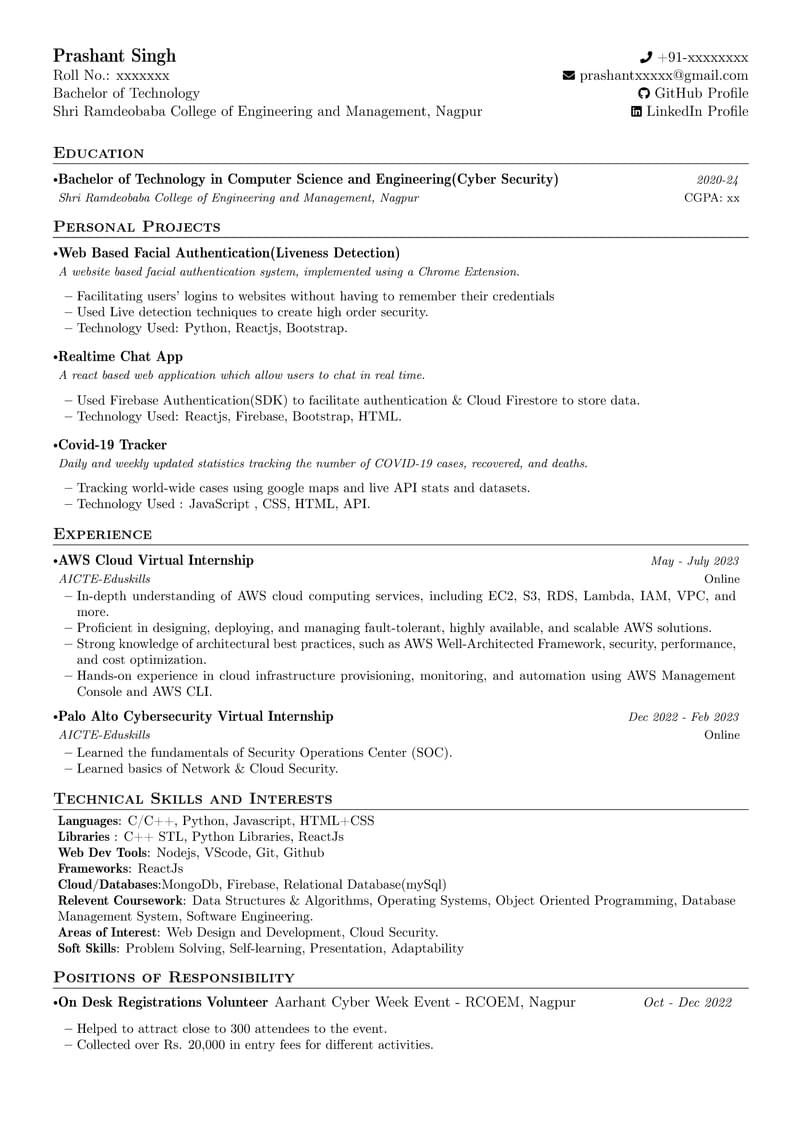 Prashant Singh
+91-xxxxxxxx
Roll No.: xxxxxxx
prashantxxxxx@gmail.com
Bachelor of Technology
GitHub Profile
Shri Ramdeobaba College of Engineering and Management, Nagpur
LinkedIn Profile
Education
•Bachelor of Technology in Computer Science and Engineering(Cyber Security) 2020-24
Shri Ramdeobaba College of Engineering and Management, Nagpur CGPA: xx
Personal Projects
•Web Based Facial Authentication(Liveness Detection)
A website based facial authentication system, implemented using a Chrome Extension.
– Facilitating users' logins to websites without having to remember their credentials
– Used Live detection techniques to create high order security.
– Technology Used: Python, Reactjs, Bootstrap.
•Realtime Chat App
A react based web application which allow users to chat in real time.
– Used Firebase Authentication(SDK) to facilitate authentication & Cloud Firestore to store data.
– Technology Used: Reactjs, Firebase, Bootstrap, HTML.
•Covid-19 Tracker
Daily and weekly updated statistics tracking the number of COVID-19 cases, recovered, and deaths.
– Tracking world-wide cases using google maps and live API stats and datasets.
– Technology Used : JavaScript , CSS, HTML, API.
Experience
•AWS Cloud Virtual Internship May - July 2023
AICTE-Eduskills Online
– In-depth understanding of AWS cloud computing services, including EC2, S3, RDS, Lambda, IAM, VPC, and
more.
– Proficient in designing, deploying, and managing fault-tolerant, highly available, and scalable AWS solutions.
– Strong knowledge of architectural best practices, such as AWS Well-Architected Framework, security, performance,
and cost optimization.
– Hands-on experience in cloud infrastructure provisioning, monitoring, and automation using AWS Management
Console and AWS CLI.
•Palo Alto Cybersecurity Virtual Internship Dec 2022 - Feb 2023
AICTE-Eduskills Online
– Learned the fundamentals of Security Operations Center (SOC).
– Learned basics of Network & Cloud Security.
Technical Skills and Interests
Languages: C/C++, Python, Javascript, HTML+CSS
Libraries : C++ STL, Python Libraries, ReactJs
Web Dev Tools: Nodejs, VScode, Git, Github
Frameworks: ReactJs
Cloud/Databases:MongoDb, Firebase, Relational Database(mySql)
Relevent Coursework: Data Structures & Algorithms, Operating Systems, Object Oriented Programming, Database
Management System, Software Engineering.
Areas of Interest: Web Design and Development, Cloud Security.
Soft Skills: Problem Solving, Self-learning, Presentation, Adaptability
Positions of Responsibility
•On Desk Registrations Volunteer Aarhant Cyber Week Event - RCOEM, Nagpur Oct - Dec 2022
– Helped to attract close to 300 attendees to the event.
– Collected over Rs. 20,000 in entry fees for different activities.